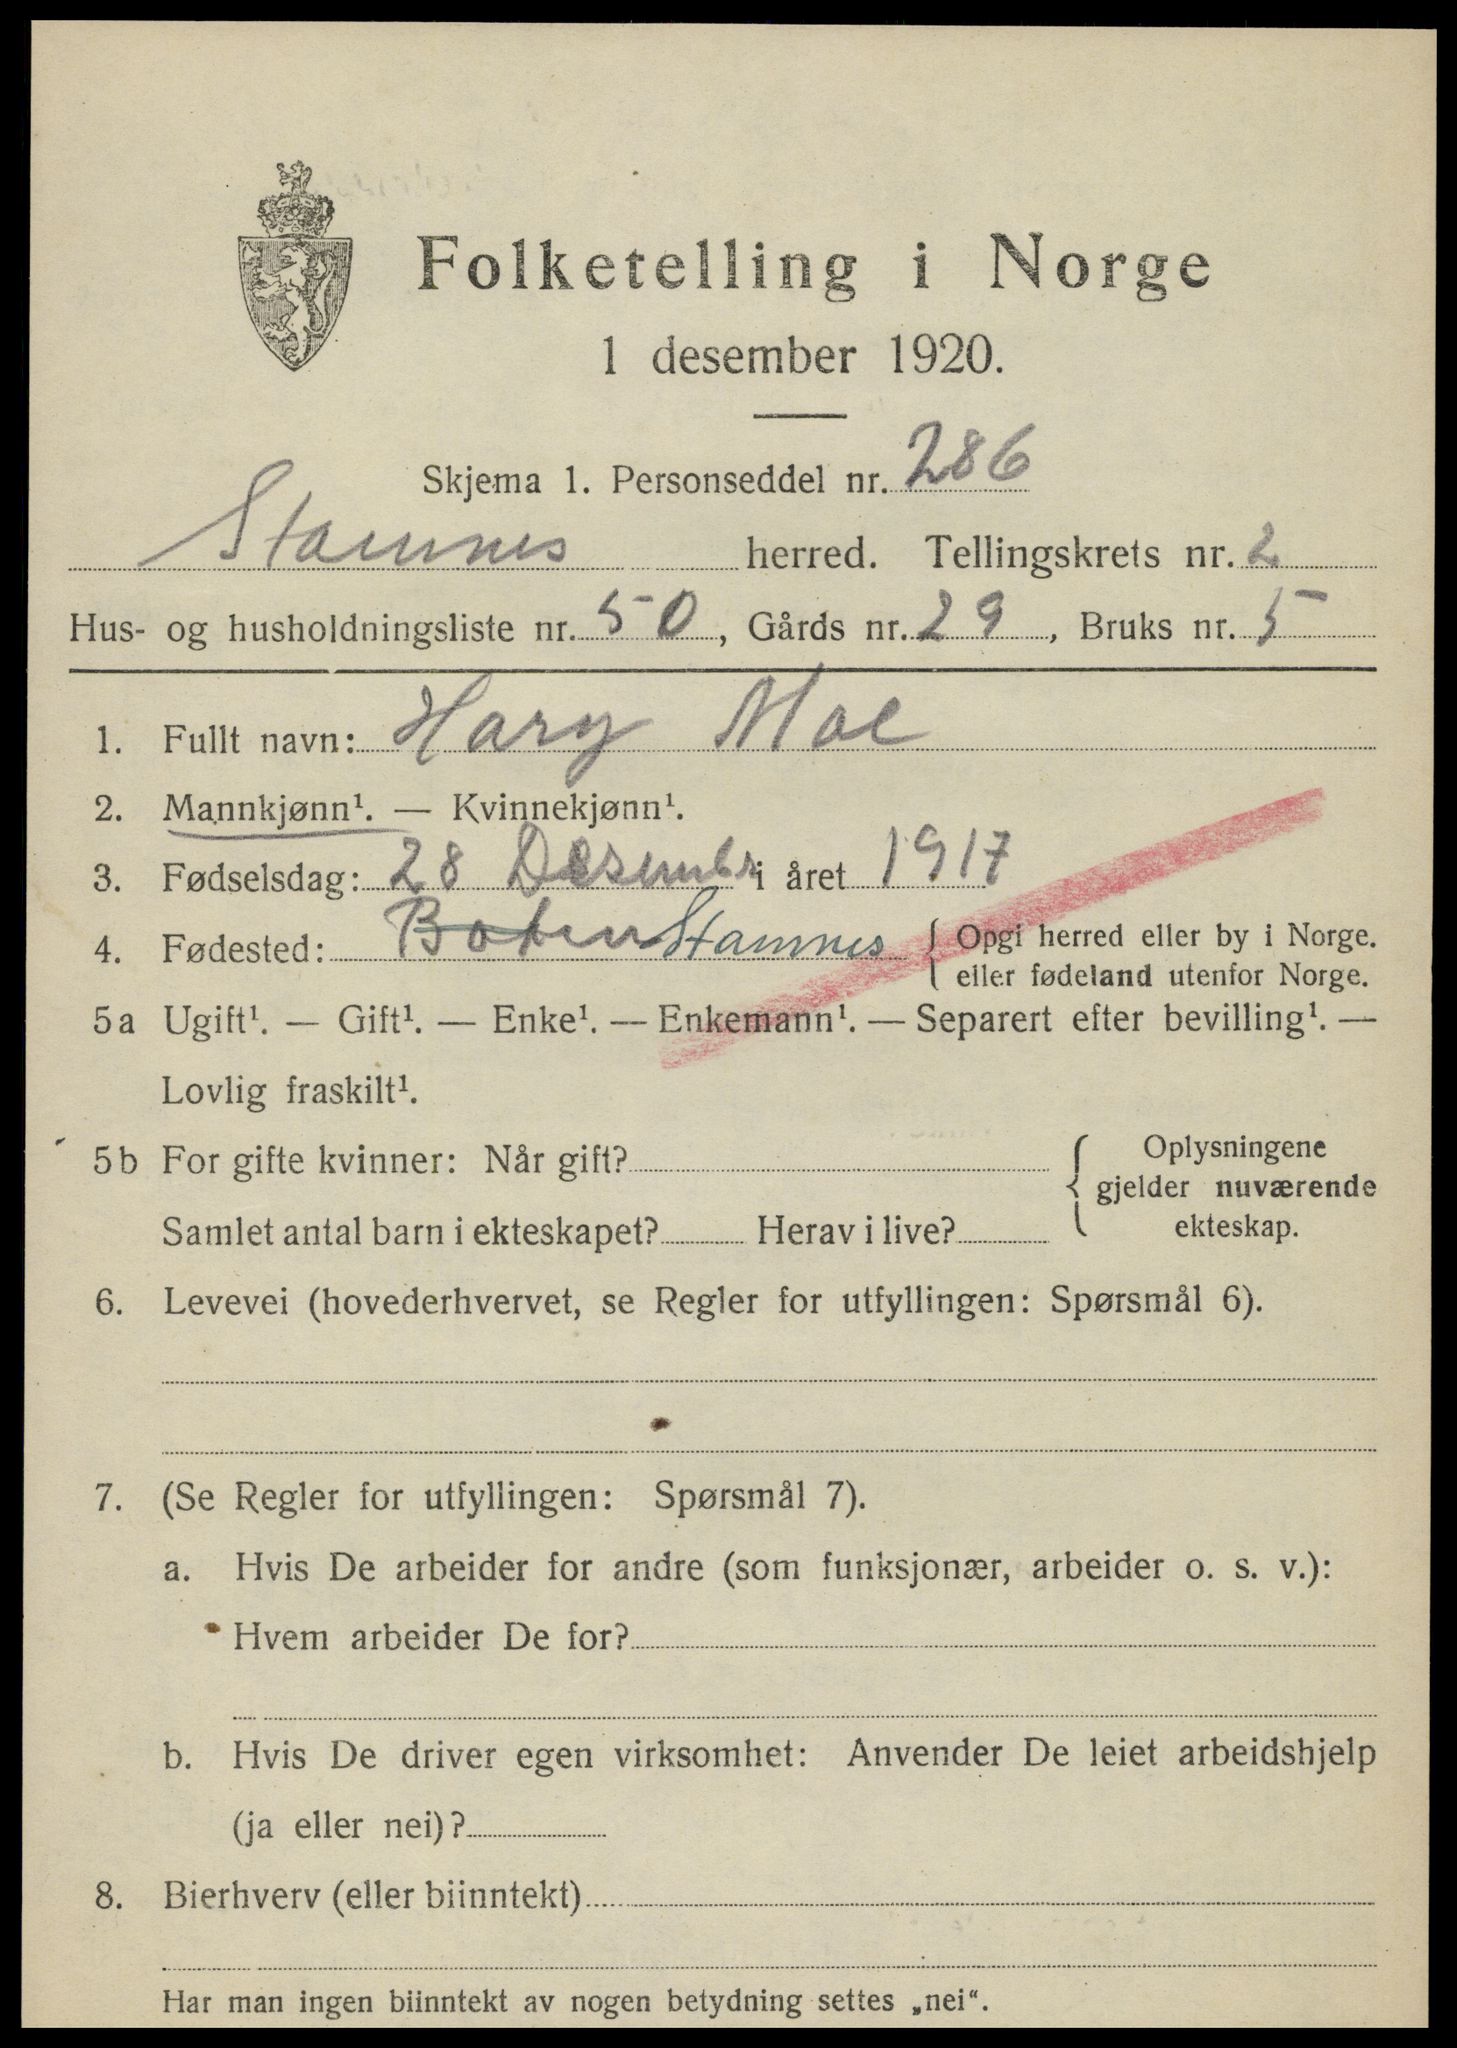 Folketelling i Norge
1 desember 1920.
Skjema 1. Personseddel nr. 286
Stamnes herred. Tellingskrets nr. 2
Hus- og husholdningsliste nr. 50, Gårds nr. 29, Bruks nr. 5
1. Fullt navn: Hary Moe
2. Mannkjønn¹. — Kvinnekjønn¹.
3. Fødselsdag: 28 Desembr i året 1917
4. Fødested: Boten Stamnes { Opgi herred eller by i Norge.
eller fødeland utenfor Norge.
5a Ugift¹. — Gift¹. — Enke¹. — Enkemann¹. — Separert efter bevilling¹. —
Lovlig fraskilt¹.
5b For gifte kvinner: Når gift?
Samlet antal barn i ekteskapet? Herav i live?
{ Oplysningene
gjelder nuværende
ekteskap.
6. Levevei (hovederhvervet, se Regler for utfyllingen: Spørsmål 6).
7. (Se Regler for utfyllingen: Spørsmål 7).
a. Hvis De arbeider for andre (som funksjonær, arbeider o. s. v.):
Hvem arbeider De for?
b. Hvis De driver egen virksomhet: Anvender De leiet arbeidshjelp
(ja eller nei)?
8. Bierhverv (eller biinntekt)
Har man ingen biinntekt av nogen betydning settes „nei“.